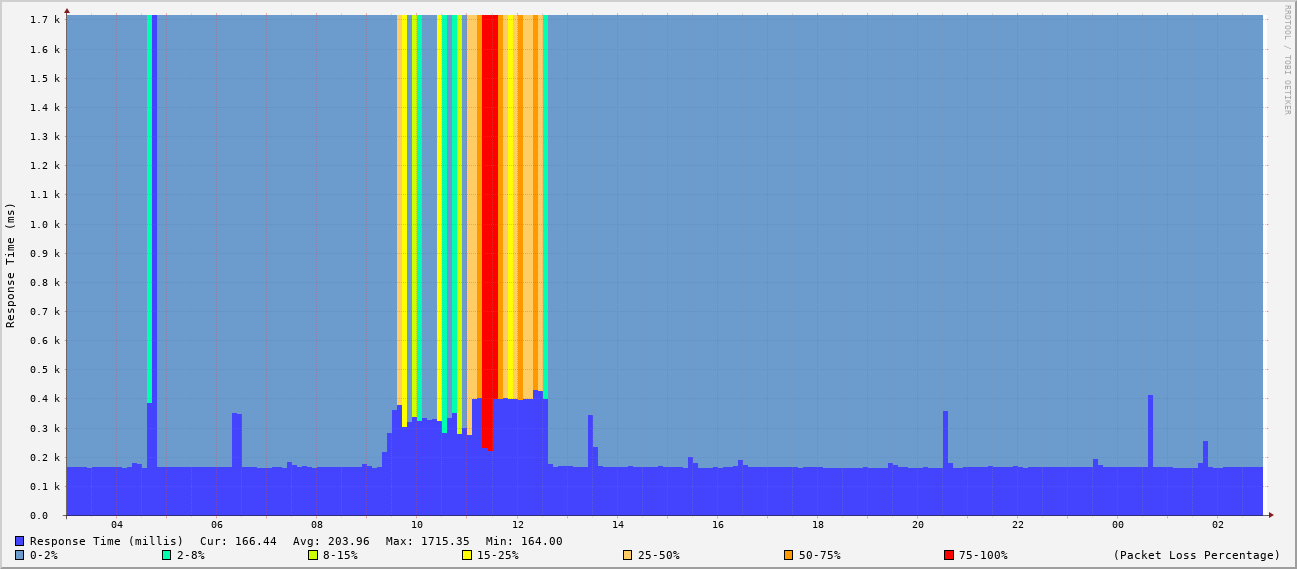 RRDTOOL / TOBI OETIKER
Response Time (ms)
1.7 k
1.6 k
1.5 k
1.4 k
1.3 k
1.2 k
1.1 k
1.0 k
0.9 k
0.8 k
0.7 k
0.6 k
0.5 k
0.4 k
0.3 k
0.2 k
0.1 k
0.0
04 06 08 10 12 14 16 18 20 22 00 02
Response Time (millis) Cur: 166.44 Avg: 203.96 Max: 1715.35 Min: 164.00
0-2% 2-8% 8-15% 15-25% 25-50% 50-75% 75-100% (Packet Loss Percentage)